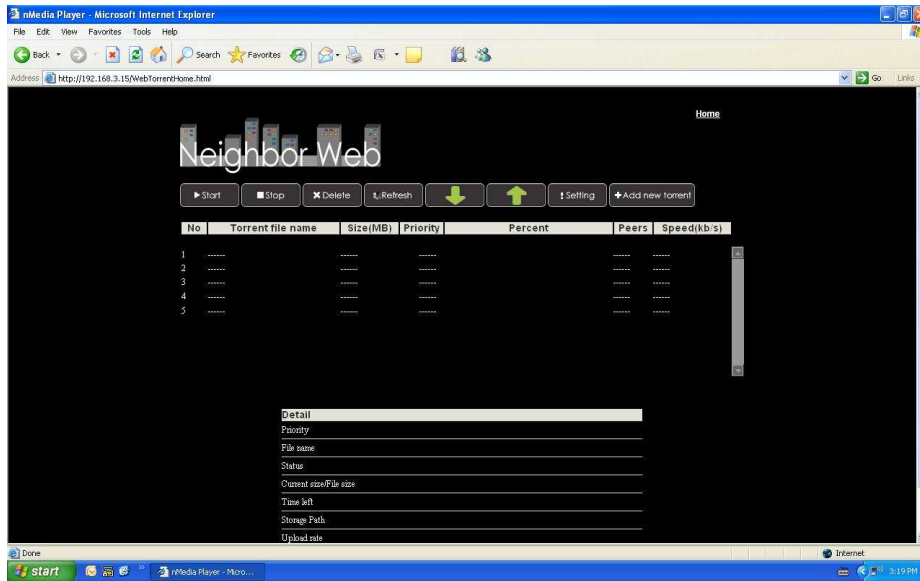 nMedia Player - Microsoft Internet Explorer
File Edit View Favorites Tools Help
Back Search Favorites
Address http://192.168.3.15/WebTorrentHome.html Go Links
Home
Neighbor Web
Start Stop Delete Refresh Setting Add new torrent
No Torrent file name Size(MB) Priority Percent Peers Speed(kb/s)
1 ------ ------ ------ ------ ------
2 ------ ------ ------ ------ ------
3 ------ ------ ------ ------ ------
4 ------ ------ ------ ------ ------
5 ------ ------ ------ ------ ------
Detail
Priority
File name
Status
Current size/File size
Time left
Storage Path
Upload rate
Done Internet
start nMedia Player - Micro... 3:19 PM